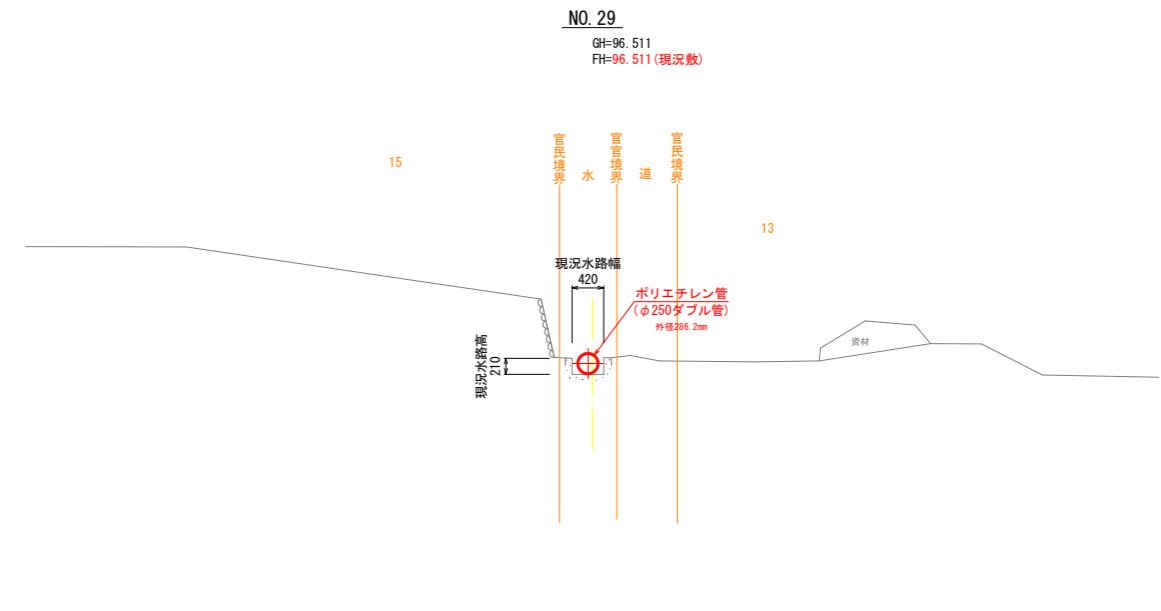 NO. 29
GH=96. 511
FH=96. 511(現況敷)
官民境界
官官境界
官民境界
15
水
道
13
現況水路幅
420
ポリエチレン管
(φ250ダブル管)
外径286. 2mm
現況水路高
210
資材